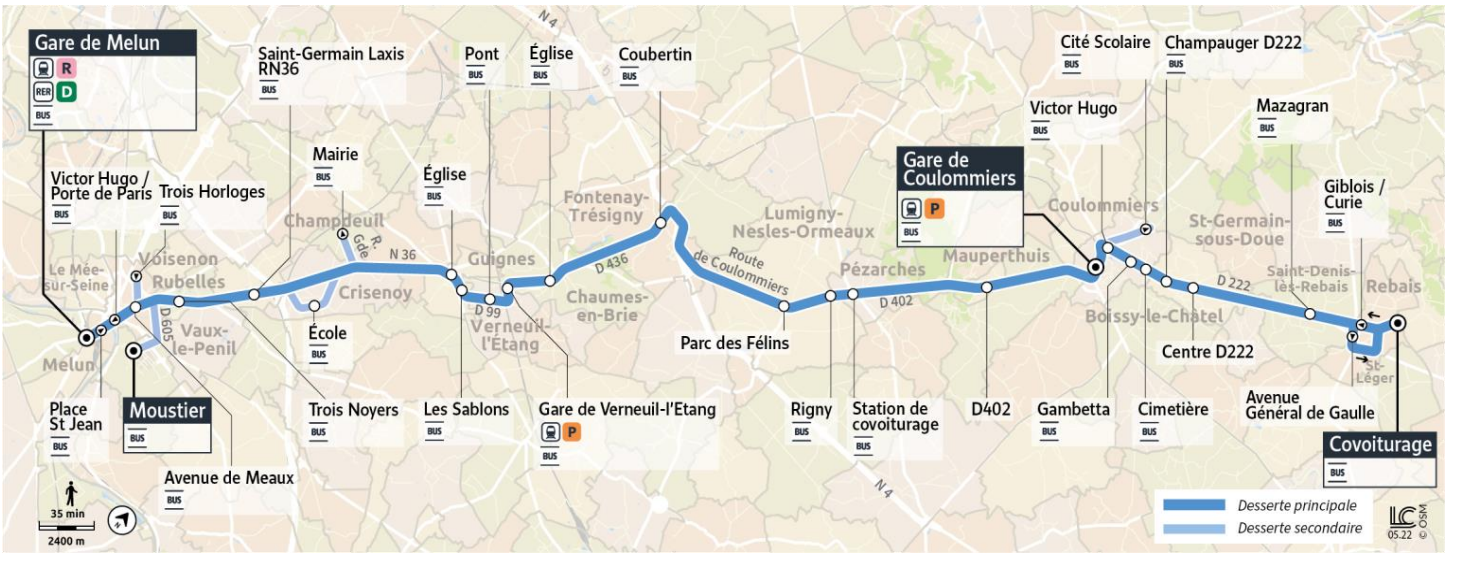 Gare de Melun
R
RER D
BUS
Victor Hugo /
Porte de Paris
BUS
Trois Horloges
BUS
Saint-Germain Laxis
RN36
BUS
Mairie
BUS
Église
BUS
Pont
BUS
Église
BUS
Coubertin
BUS
Gare de
Coulommiers
P
BUS
Victor Hugo
BUS
Cité Scolaire
BUS
Champauger D222
BUS
Mazagran
BUS
Giblois /
Curie
BUS
N 4
Le Mée-
sur-Seine
Voisenon
Rubelles
Champdeuil
R.
Gde
N 36
Crisenoy
D 605
Vaux-
le-Penil
Melun
Guignes
D 99
Verneuil-
l'Étang
Fontenay-
Trésigny
D 436
Chaumes-
en-Brie
Route
de Coulommiers
Lumigny-
Nesles-Ormeaux
Pézarches
D 402
Mauperthuis
Coulommiers
Boissy-le-Châtel
St-Germain-
sous-Doue
D 222
Saint-Denis-
lès-Rebais
Rebais
St-
Léger
École
BUS
Parc des Félins
Centre D222
Place
St Jean
BUS
Moustier
BUS
Avenue de Meaux
BUS
Trois Noyers
BUS
Les Sablons
BUS
Gare de Verneuil-l'Etang
P
BUS
Rigny
BUS
Station de
covoiturage
BUS
D402
Gambetta
BUS
Cimetière
BUS
Avenue
Général de Gaulle
BUS
Covoiturage
BUS
N 4
35 min
2400 m
N
Desserte principale
Desserte secondaire
LC
05.22
© OSM